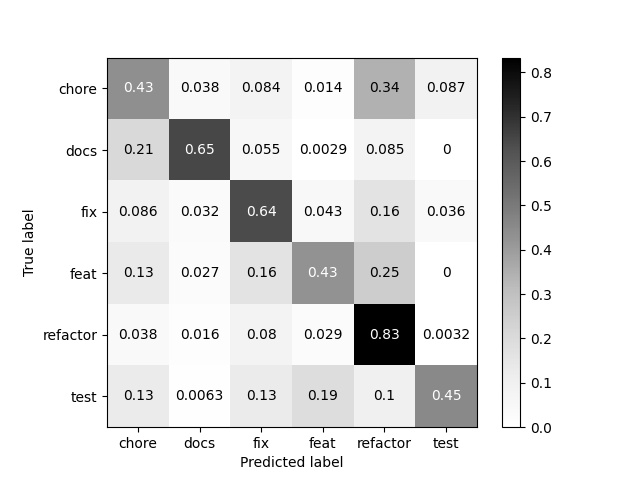 chore 0.43 0.038 0.084 0.014 0.34 0.087
docs 0.21 0.65 0.055 0.0029 0.085 0
fix 0.086 0.032 0.64 0.043 0.16 0.036
feat 0.13 0.027 0.16 0.43 0.25 0
refactor 0.038 0.016 0.08 0.029 0.83 0.0032
test 0.13 0.0063 0.13 0.19 0.1 0.45
chore docs fix feat refactor test
Predicted label
True label
0.8
0.7
0.6
0.5
0.4
0.3
0.2
0.1
0.0